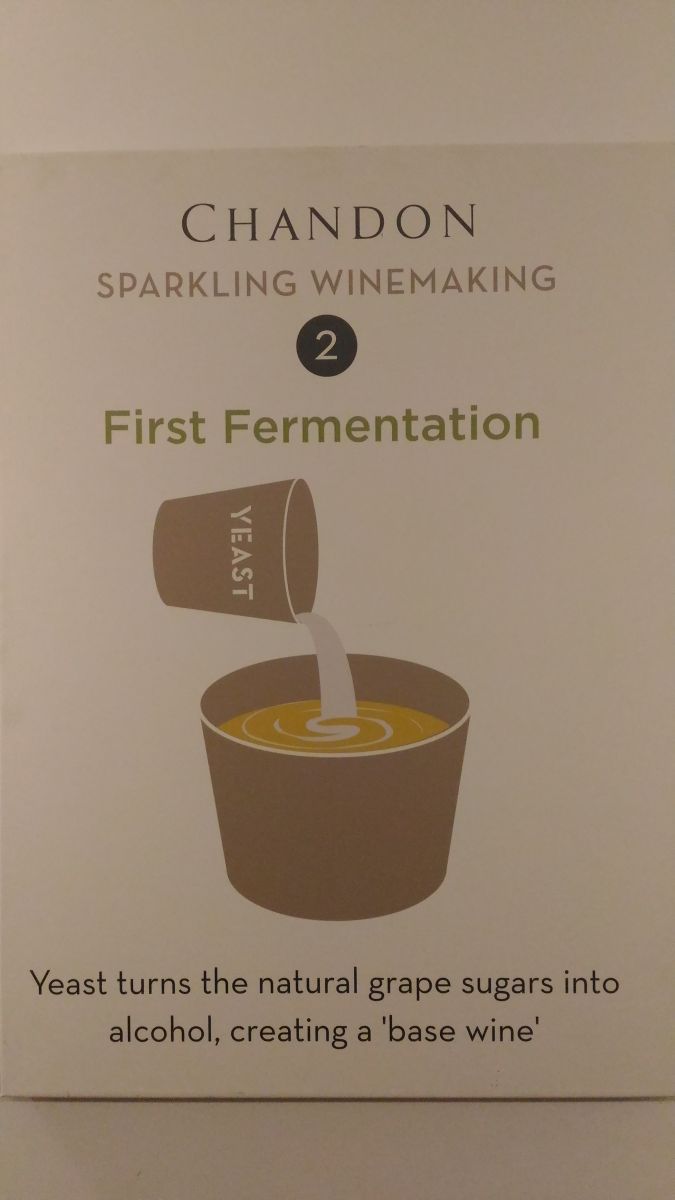 CHANDON
SPARKLING WINEMAKING
2
First Fermentation
YEAST
Yeast turns the natural grape sugars into
alcohol, creating a 'base wine'